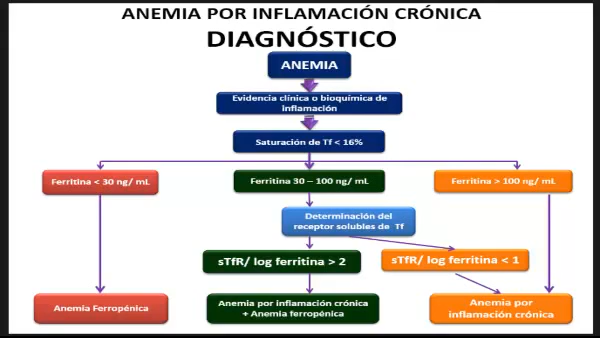 ANEMIA POR INFLAMACIÓN CRÓNICA
DIAGNÓSTICO
ANEMIA
Evidencia clínica o bioquímica de
inflamación
Saturación de Tf < 16%
Ferritina < 30 ng/ mL
Ferritina 30 – 100 ng/ mL
Ferritina > 100 ng/ mL
Determinación del
receptor solubles de Tf
sTfR/ log ferritina > 2
sTfR/ log ferritina < 1
Anemia Ferropénica
Anemia por inflamación crónica
+ Anemia ferropénica
Anemia por
inflamación crónica